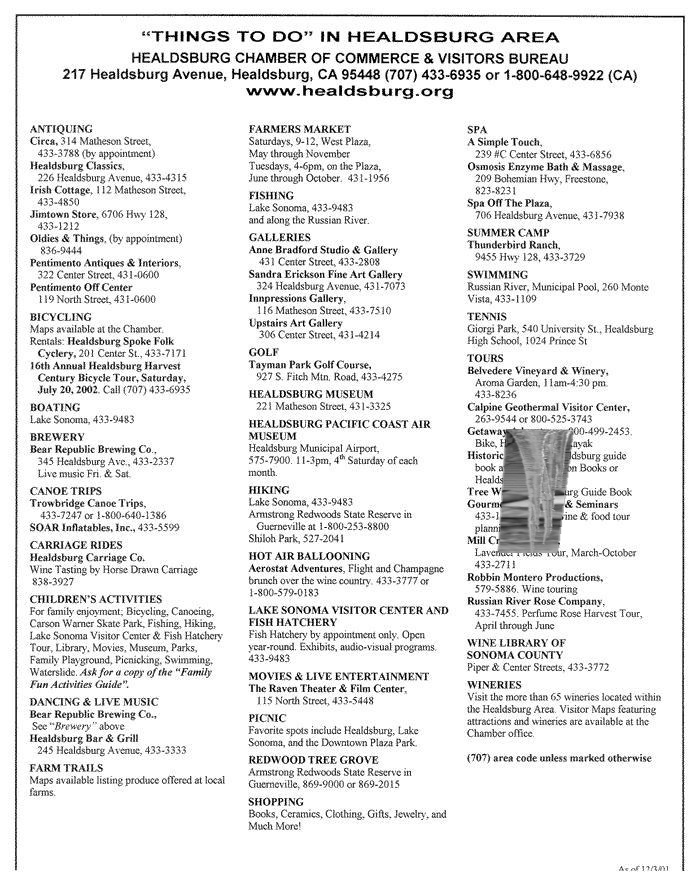 "THINGS TO DO" IN HEALDSBURG AREA
HEALDSBURG CHAMBER OF COMMERCE & VISITORS BUREAU
217 Healdsburg Avenue, Healdsburg, CA 95448 (707) 433-6935 or 1-800-648-9922 (CA)
www.healdsburg.org
ANTIQUING
Circa, 314 Matheson Street,
433-3788 (by appointment)
Healdsburg Classics,
226 Healdsburg Avenue, 433-4315
Irish Cottage, 112 Matheson Street,
433-4850
Jimtown Store, 6706 Hwy 128,
433-1212
Oldies & Things, (by appointment)
836-9444
Pentimento Antiques & Interiors,
322 Center Street, 431-0600
Pentimento Off Center
119 North Street, 431-0600
BICYCLING
Maps available at the Chamber.
Rentals: Healdsburg Spoke Folk
Cyclery, 201 Center St., 433-7171
16th Annual Healdsburg Harvest
Century Bicycle Tour, Saturday,
July 20, 2002. Call (707) 433-6935
BOATING
Lake Sonoma, 433-9483
BREWERY
Bear Republic Brewing Co.,
345 Healdsburg Ave., 433-2337
Live music Fri. & Sat.
CANOE TRIPS
Trowbridge Canoe Trips,
433-7247 or 1-800-640-1386
SOAR Inflatables, Inc., 433-5599
CARRIAGE RIDES
Healdsburg Carriage Co.
Wine Tasting by Horse Drawn Carriage
838-3927
CHILDREN'S ACTIVITIES
For family enjoyment; Bicycling, Canoeing,
Carson Warner Skate Park, Fishing, Hiking,
Lake Sonoma Visitor Center & Fish Hatchery
Tour, Library, Movies, Museum, Parks,
Family Playground, Picnicking, Swimming,
Waterslide. Ask for a copy of the "Family
Fun Activities Guide".
DANCING & LIVE MUSIC
Bear Republic Brewing Co.,
See "Brewery" above
Healdsburg Bar & Grill
245 Healdsburg Avenue, 433-3333
FARM TRAILS
Maps available listing produce offered at local
farms.
FARMERS MARKET
Saturdays, 9-12, West Plaza,
May through November
Tuesdays, 4-6pm, on the Plaza,
June through October. 431-1956
FISHING
Lake Sonoma, 433-9483
and along the Russian River.
GALLERIES
Anne Bradford Studio & Gallery
431 Center Street, 433-2808
Sandra Erickson Fine Art Gallery
324 Healdsburg Avenue, 431-7073
Innpressions Gallery,
116 Matheson Street, 433-7510
Upstairs Art Gallery
306 Center Street, 431-4214
GOLF
Tayman Park Golf Course,
927 S. Fitch Mtn. Road, 433-4275
HEALDSBURG MUSEUM
221 Matheson Street, 431-3325
HEALDSBURG PACIFIC COAST AIR
MUSEUM
Healdsburg Municipal Airport,
575-7900. 11-3pm, 4th Saturday of each
month.
HIKING
Lake Sonoma, 433-9483
Armstrong Redwoods State Reserve in
Guerneville at 1-800-253-8800
Shiloh Park, 527-2041
HOT AIR BALLOONING
Aerostat Adventures, Flight and Champagne
brunch over the wine country. 433-3777 or
1-800-579-0183
LAKE SONOMA VISITOR CENTER AND
FISH HATCHERY
Fish Hatchery by appointment only. Open
year-round. Exhibits, audio-visual programs.
433-9483
MOVIES & LIVE ENTERTAINMENT
The Raven Theater & Film Center,
115 North Street, 433-5448
PICNIC
Favorite spots include Healdsburg, Lake
Sonoma, and the Downtown Plaza Park.
REDWOOD TREE GROVE
Armstrong Redwoods State Reserve in
Guerneville, 869-9000 or 869-2015
SHOPPING
Books, Ceramics, Clothing, Gifts, Jewelry, and
Much More!
SPA
A Simple Touch,
239 #C Center Street, 433-6856
Osmosis Enzyme Bath & Massage,
209 Bohemian Hwy, Freestone,
823-8231
Spa Off The Plaza,
706 Healdsburg Avenue, 431-7938
SUMMER CAMP
Thunderbird Ranch,
9455 Hwy 128, 433-3729
SWIMMING
Russian River, Municipal Pool, 260 Monte
Vista, 433-1109
TENNIS
Giorgi Park, 540 University St., Healdsburg
High School, 1024 Prince St
TOURS
Belvedere Vineyard & Winery,
Aroma Garden, 11am-4:30 pm.
433-8236
Calpine Geothermal Visitor Center,
263-9544 or 800-525-3743
Getaway 800-499-2453.
Bike,
Historic guide
book on Books or
Tree Guide Book
& Seminars
& food tour
Mill
Lavender Fields Tour, March-October
433-2711
Robbin Montero Productions,
579-5886. Wine touring
Russian River Rose Company,
433-7455. Perfume Rose Harvest Tour,
April through June
WINE LIBRARY OF
SONOMA COUNTY
Piper & Center Streets, 433-3772
WINERIES
Visit the more than 65 wineries located within
the Healdsburg Area. Visitor Maps featuring
attractions and wineries are available at the
Chamber office.
(707) area code unless marked otherwise
As of 12/3/01